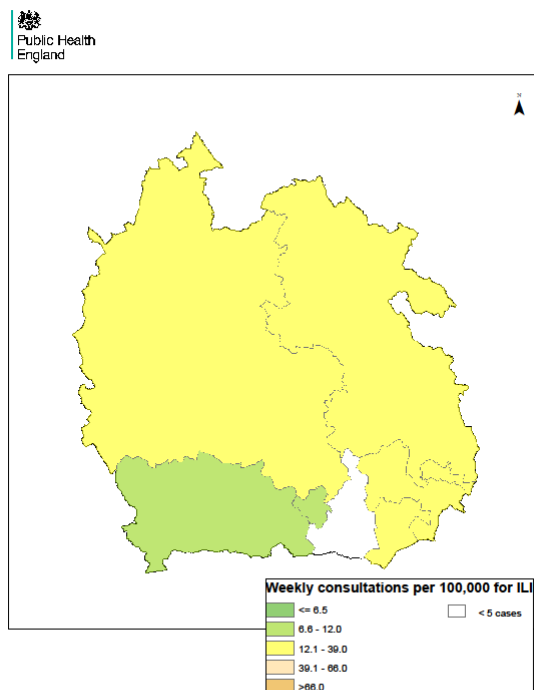 Public Health
England
N
Weekly consultations per 100,000 for ILI
<= 6.5
6.6 - 12.0
12.1 - 39.0
39.1 - 66.0
>66.0
< 5 cases